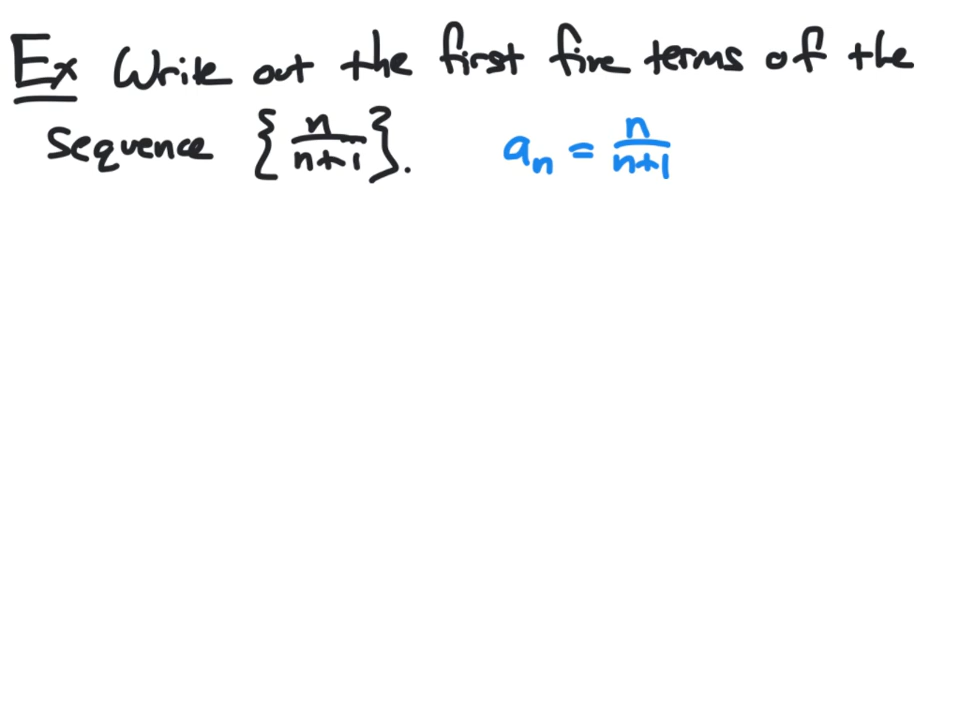 Ex Write out the first five terms of the
sequence { n/(n+1) }. aₙ = n/(n+1)